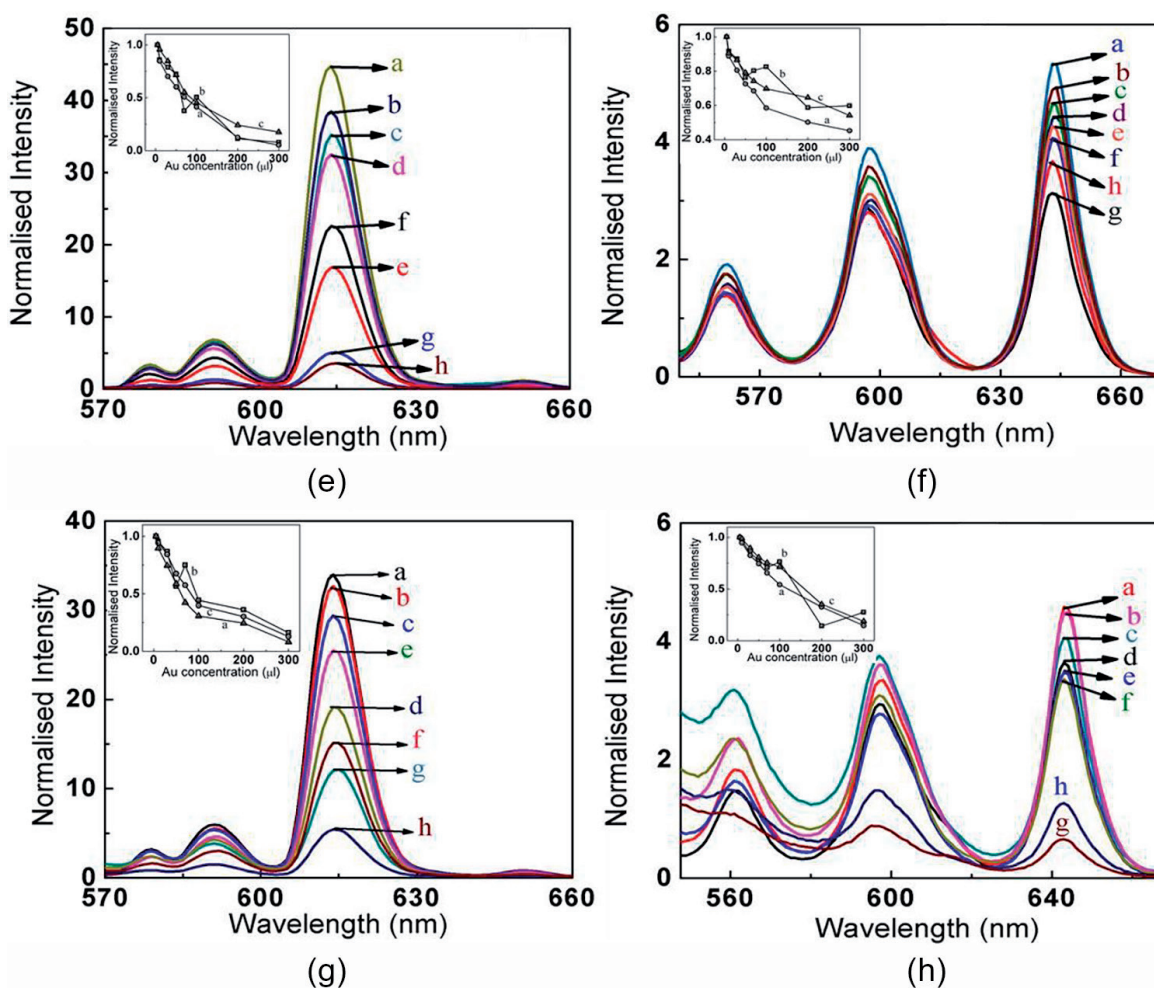 50
45
40
35
30
25
20
15
10
5
0
Normalised Intensity
1.0
0.5
0.0
Normalised Intensity
0 100 200 300
Au concentration (µl)
b
c
a
a
b
c
d
f
e
g
h
570 600 630 660
Wavelength (nm)
(e)
6
4
2
0
Normalised Intensity
1.0
0.8
0.6
0.4
Normalised Intensity
0 100 200 300
Au concentration (µl)
b
c
a
a
b
c
d
e
f
h
g
570 600 630 660
Wavelength (nm)
(f)
40
30
20
10
0
Normalised Intensity
1.0
0.5
0.0
Normalised Intensity
0 100 200 300
Au concentration (µl)
b
c
a
a
b
c
e
d
f
g
h
570 600 630 660
Wavelength (nm)
(g)
6
4
2
0
Normalised Intensity
1.0
0.5
0.0
Normalised Intensity
0 100 200 300
Au concentration (µl)
b
c
a
a
b
c
d
e
f
h
g
560 600 640
Wavelength (nm)
(h)